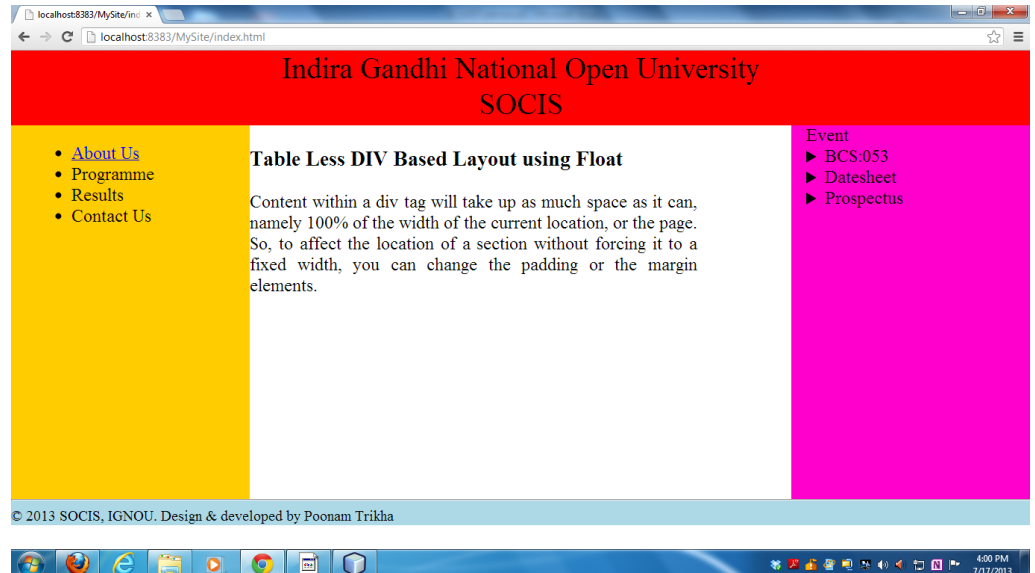 localhost:8383/MySite/ind
localhost:8383/MySite/index.html
Indira Gandhi National Open University
SOCIS
About Us
Programme
Results
Contact Us
Table Less DIV Based Layout using Float
Content within a div tag will take up as much space as it can,
namely 100% of the width of the current location, or the page.
So, to affect the location of a section without forcing it to a
fixed width, you can change the padding or the margin
elements.
Event
BCS:053
Datesheet
Prospectus
© 2013 SOCIS, IGNOU. Design & developed by Poonam Trikha
4:00 PM
7/17/2013